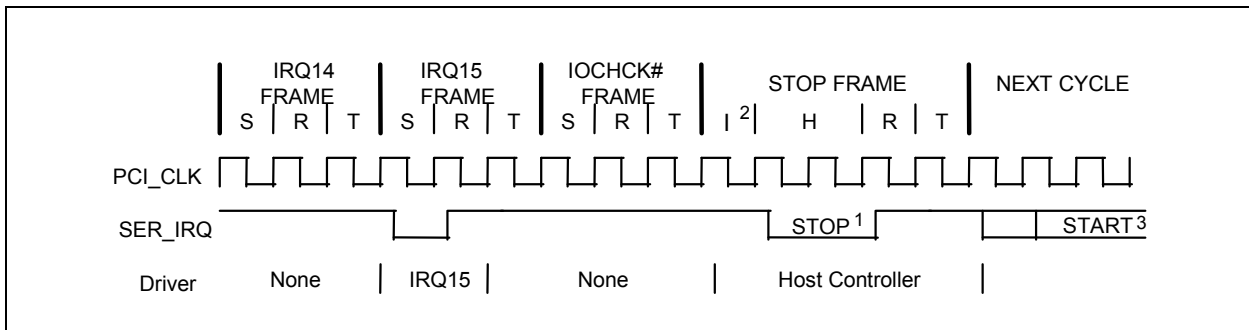 IRQ14 IRQ15 IOCHCK#
FRAME FRAME FRAME STOP FRAME NEXT CYCLE
S R T S R T S R T I 2 H R T
PCI_CLK
SER_IRQ STOP 1 START 3
Driver None IRQ15 None Host Controller